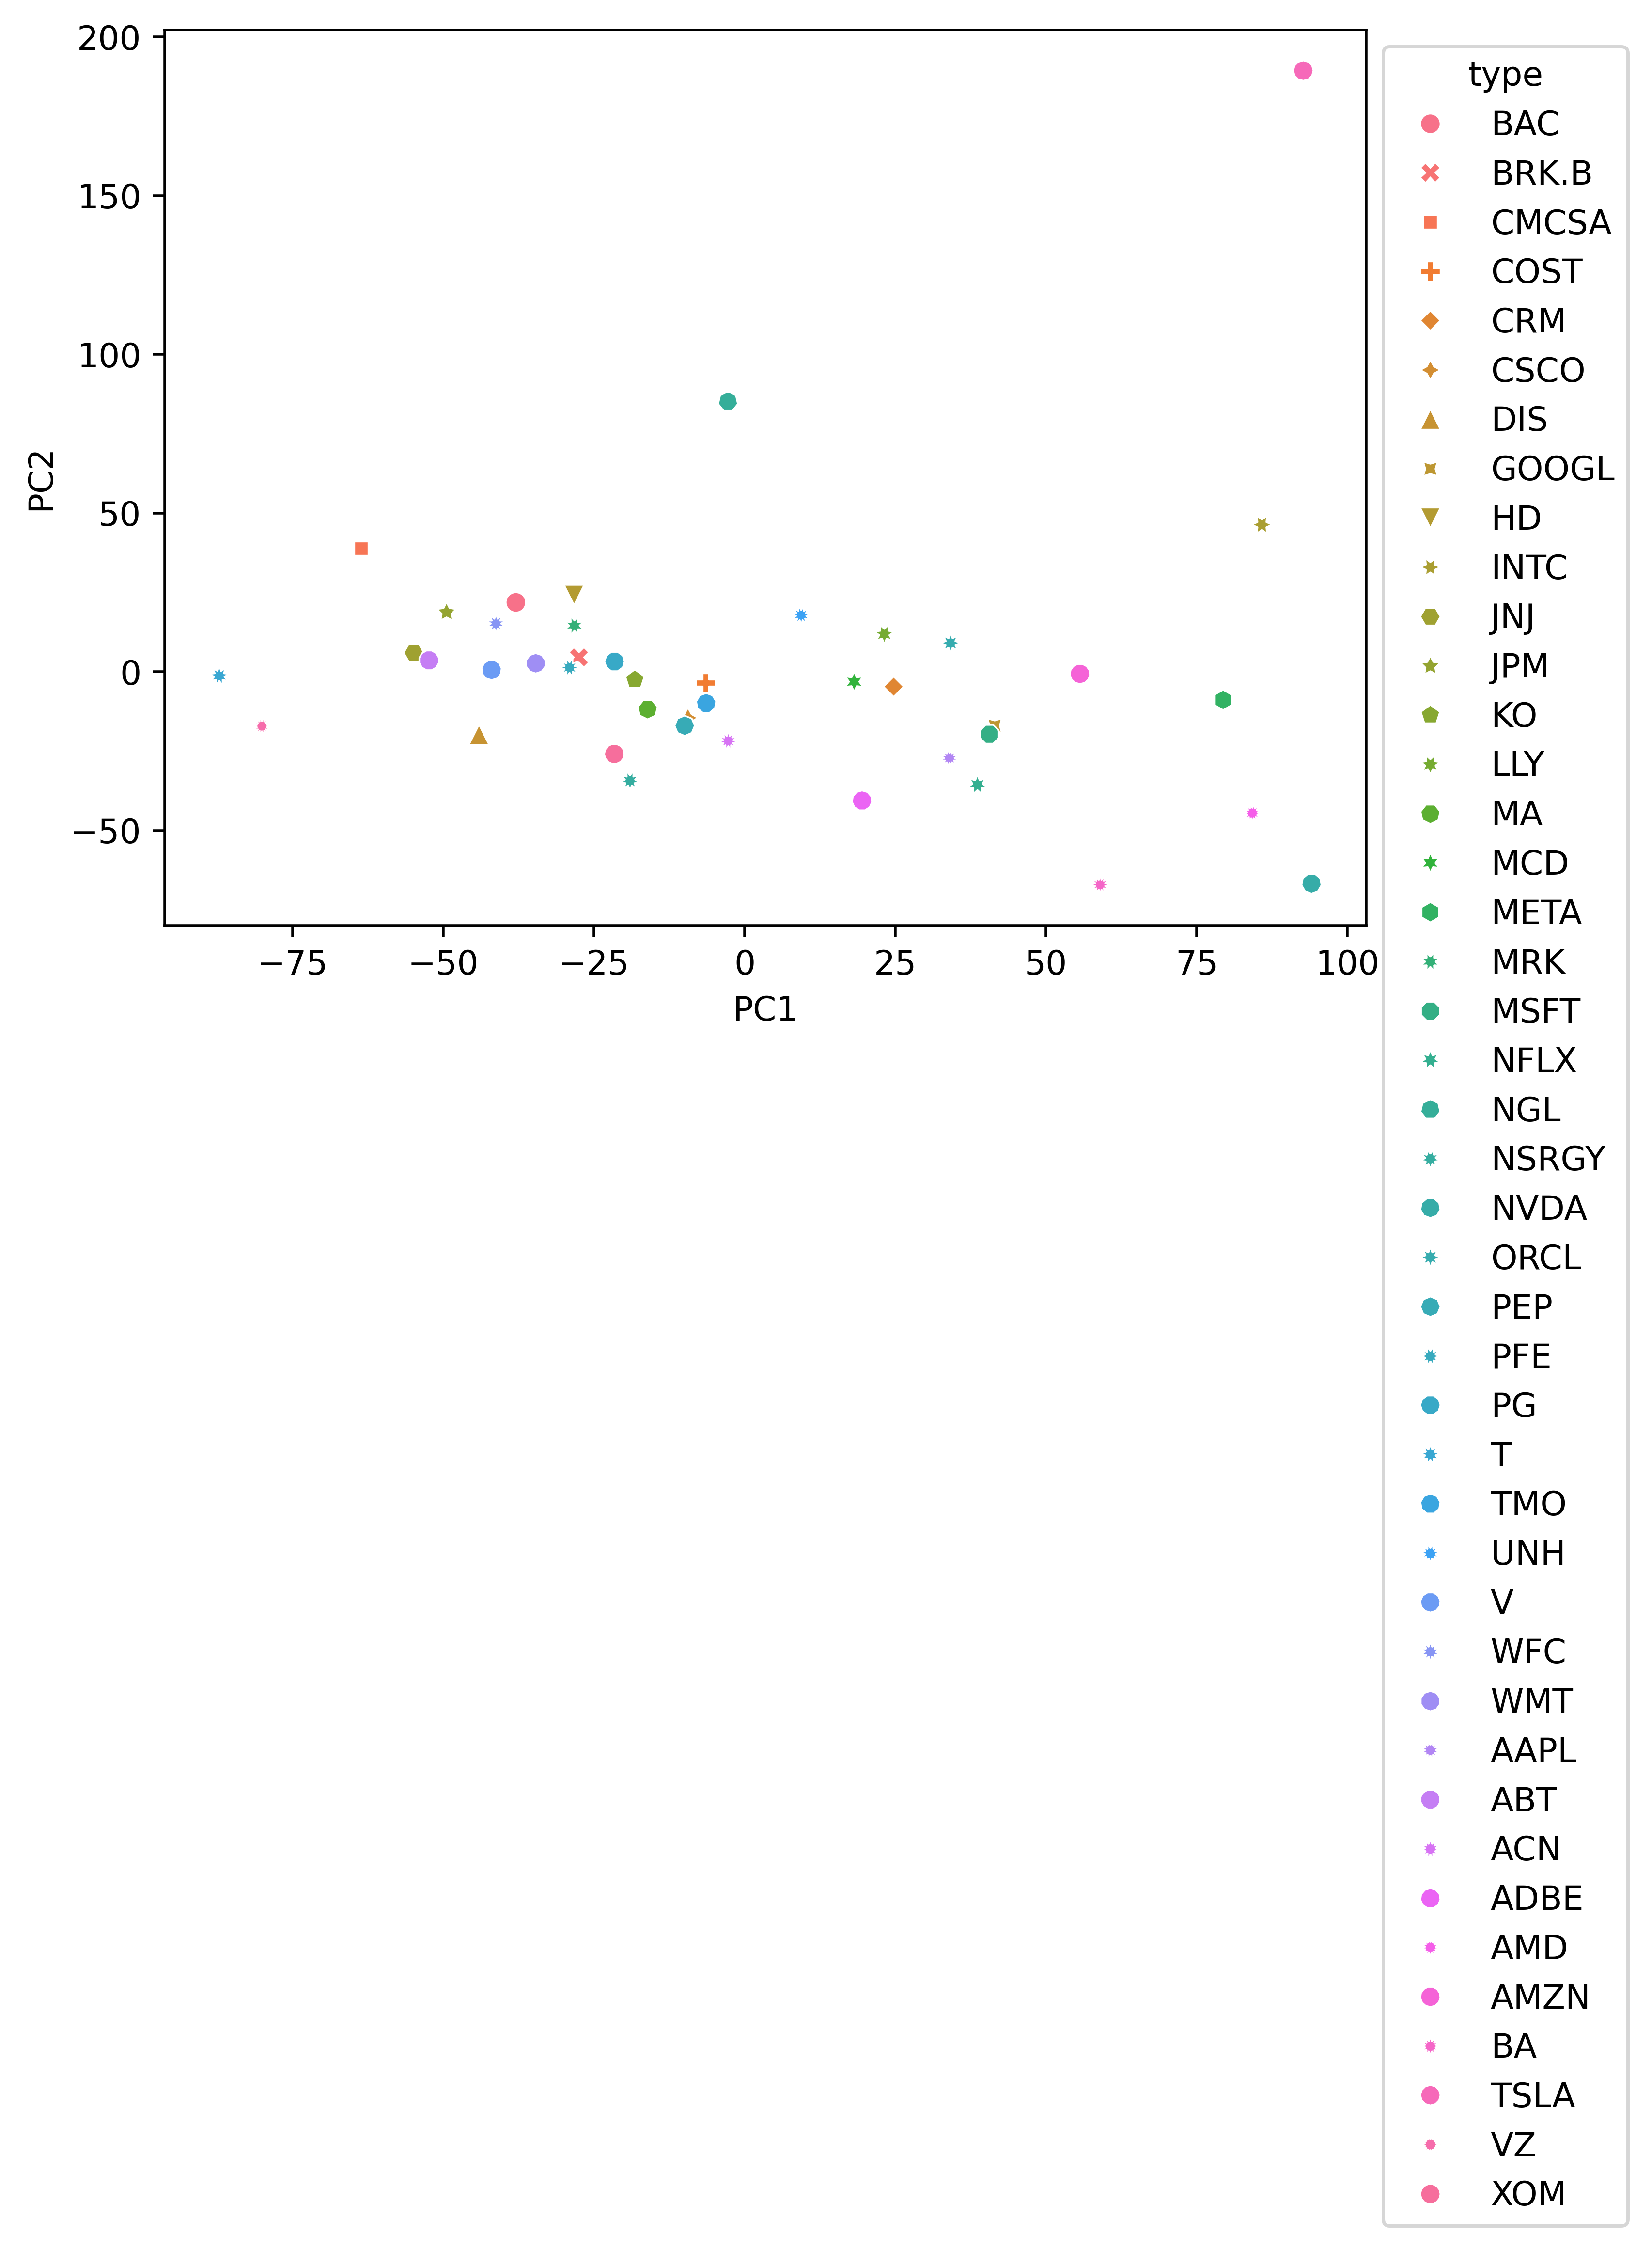 200
150
100
50
0
−50
PC2
−75
−50
−25
0
25
50
75
100
PC1
type
BAC
BRK.B
CMCSA
COST
CRM
CSCO
DIS
GOOGL
HD
INTC
JNJ
JPM
KO
LLY
MA
MCD
META
MRK
MSFT
NFLX
NGL
NSRGY
NVDA
ORCL
PEP
PFE
PG
T
TMO
UNH
V
WFC
WMT
AAPL
ABT
ACN
ADBE
AMD
AMZN
BA
TSLA
VZ
XOM